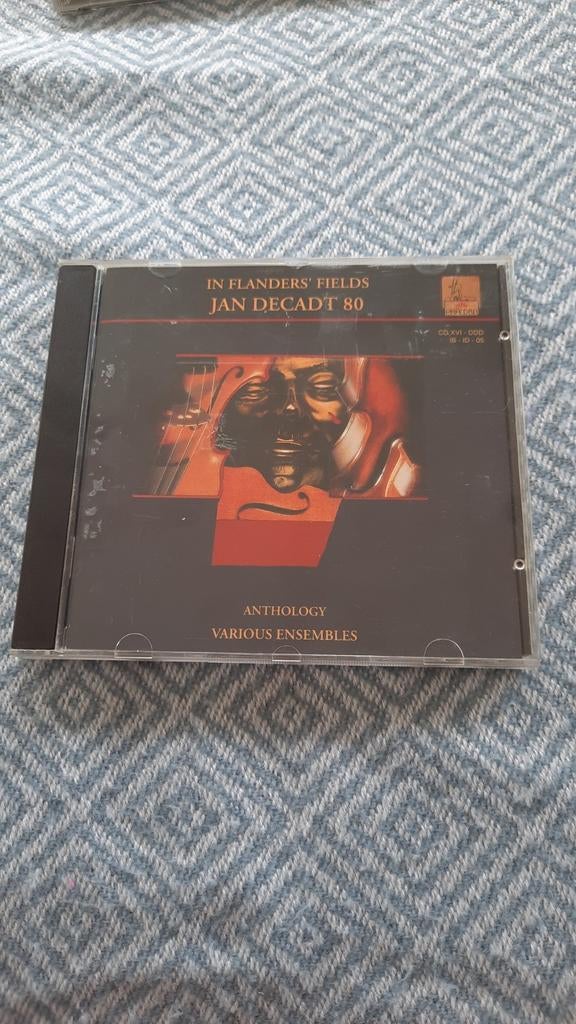 IN FLANDERS' FIELDS
JAN DECADT 80
CD.XVI - DDD
ANTHOLOGY
VARIOUS ENSEMBLES